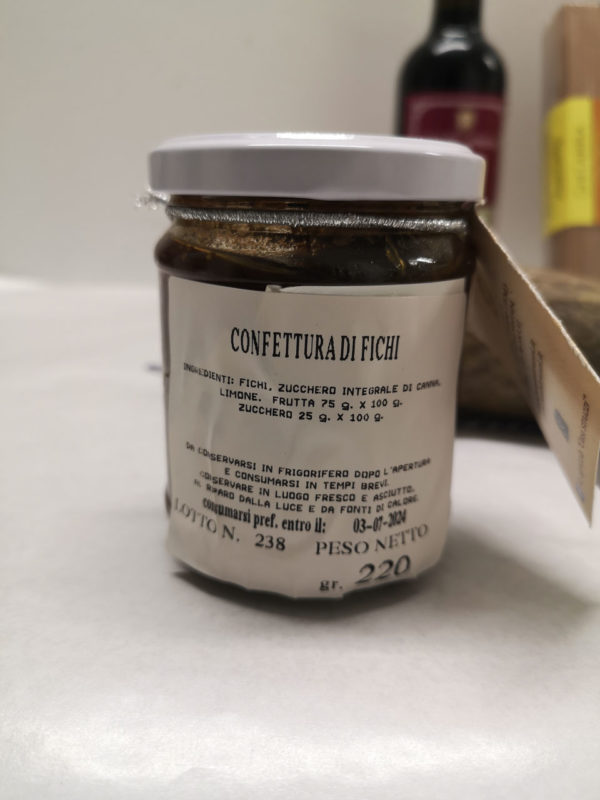 CONFETTURA DI FICHI
INGREDIENTI: FICHI, ZUCCHERO INTEGRALE DI CANNA,
LIMONE. FRUTTA 75 g. X 100 g.
ZUCCHERO 25 g. X 100 g.
DA CONSERVARSI IN FRIGORIFERO DOPO L'APERTURA
E CONSUMARSI IN TEMPI BREVI.
CONSERVARE IN LUOGO FRESCO E ASCIUTTO,
AL RIPARO DALLA LUCE E DA FONTI DI CALORE.
consumarsi pref. entro il: 03-07-2024
LOTTO N. 238 PESO NETTO
gr. 220